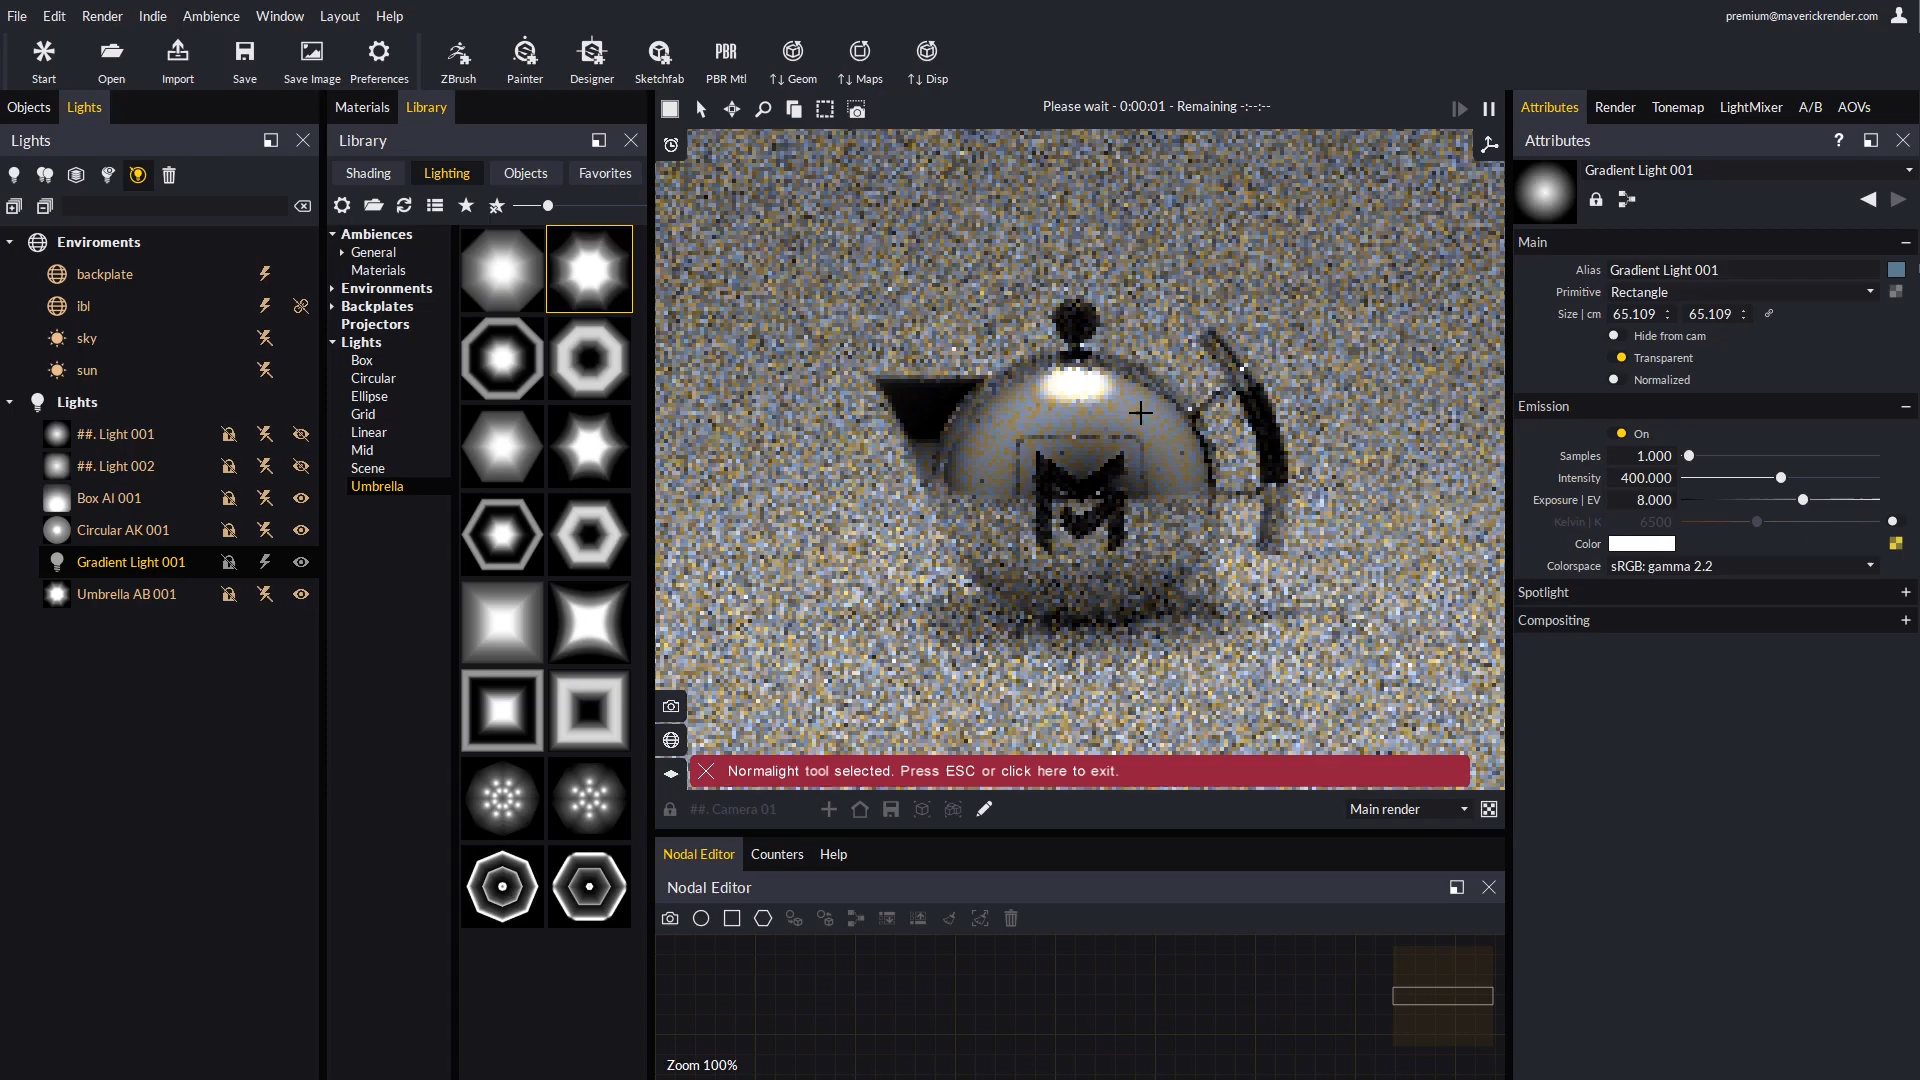 File Edit Render Indie Ambience Window Layout Help
premium@maverickrender.com
Start Open Import Save Save Image Preferences ZBrush Painter Designer Sketchfab PBR Mtl ↑↓ Geom ↑↓ Maps ↑↓ Disp
PBR
Objects Lights
Lights
Enviroments
backplate
ibl
sky
sun
Lights
##. Light 001
##. Light 002
Box AI 001
Circular AK 001
Gradient Light 001
Umbrella AB 001
Materials Library
Library
Shading Lighting Objects Favorites
Ambiences
General
Materials
Environments
Backplates
Projectors
Lights
Box
Circular
Ellipse
Grid
Linear
Mid
Scene
Umbrella
Please wait - 0:00:01 - Remaining -:--:--
Normalight tool selected. Press ESC or click here to exit.
##. Camera 01
Main render
Nodal Editor Counters Help
Nodal Editor
Zoom 100%
Attributes Render Tonemap LightMixer A/B AOVs
Attributes ?
Gradient Light 001
Main
Alias Gradient Light 001
Primitive Rectangle
Size | cm 65.109 65.109
Hide from cam
Transparent
Normalized
Emission
On
Samples 1.000
Intensity 400.000
Exposure | EV 8.000
Kelvin | K 6500
Color
Colorspace sRGB: gamma 2.2
Spotlight
Compositing